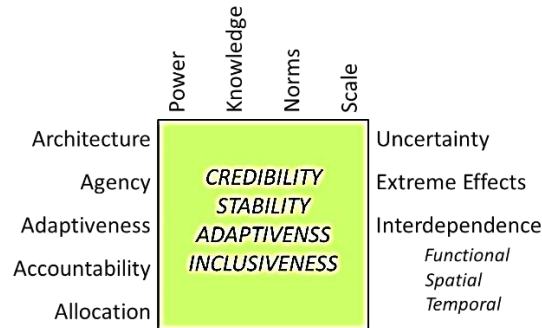 Power
Knowledge
Norms
Scale
Architecture
Agency
Adaptiveness
Accountability
Allocation
CREDIBILITY
STABILITY
ADAPTIVENSS
INCLUSIVENESS
Uncertainty
Extreme Effects
Interdependence
Functional
Spatial
Temporal